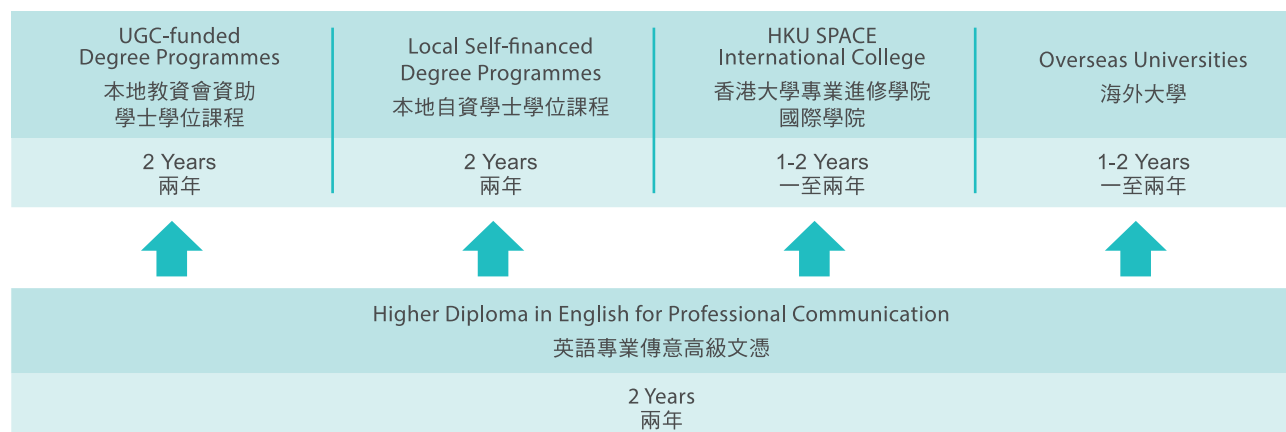 UGC-funded
Degree Programmes
本地教資會資助
學士學位課程
2 Years
兩年
Local Self-financed
Degree Programmes
本地自資學士學位課程
2 Years
兩年
HKU SPACE
International College
香港大學專業進修學院
國際學院
1-2 Years
一至兩年
Overseas Universities
海外大學
1-2 Years
一至兩年
Higher Diploma in English for Professional Communication
英語專業傳意高級文憑
2 Years
兩年